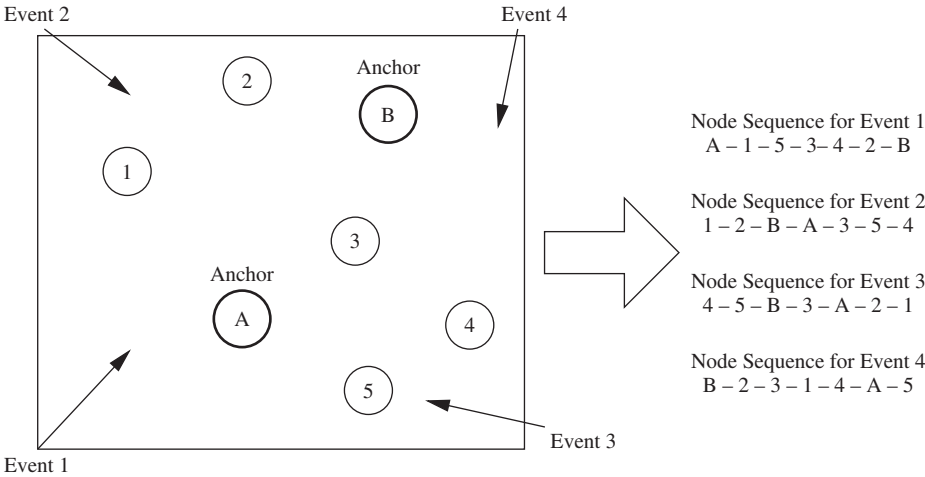 Event 2
Event 4
2
Anchor
B
1
3
Anchor
A
4
5
Event 3
Event 1
Node Sequence for Event 1
A – 1 – 5 – 3– 4 – 2 – B
Node Sequence for Event 2
1 – 2 – B – A – 3 – 5 – 4
Node Sequence for Event 3
4 – 5 – B – 3 – A – 2 – 1
Node Sequence for Event 4
B – 2 – 3 – 1 – 4 – A – 5